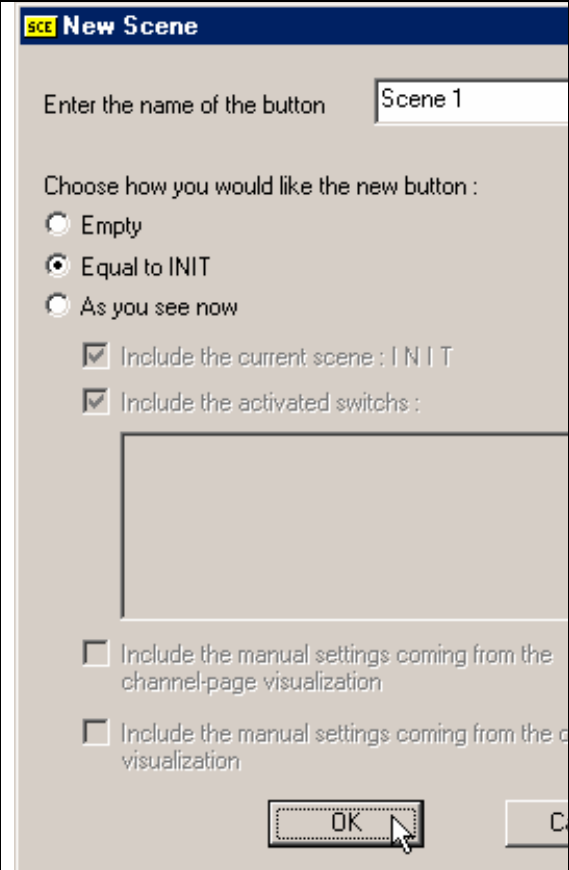 SCE New Scene
Enter the name of the button Scene 1
Choose how you would like the new button :
Empty
Equal to INIT
As you see now
Include the current scene : I N I T
Include the activated switchs :
Include the manual settings coming from the
channel-page visualization
Include the manual settings coming from the
visualization
OK